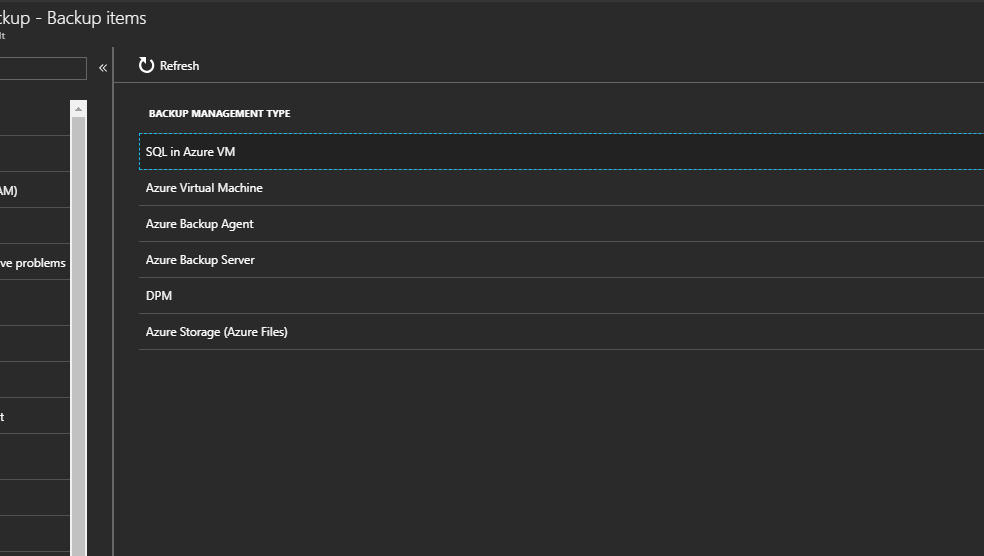 ckup - Backup items
lt
«
Refresh
BACKUP MANAGEMENT TYPE
SQL in Azure VM
Azure Virtual Machine
AM)
Azure Backup Agent
Azure Backup Server
ve problems
DPM
Azure Storage (Azure Files)
t